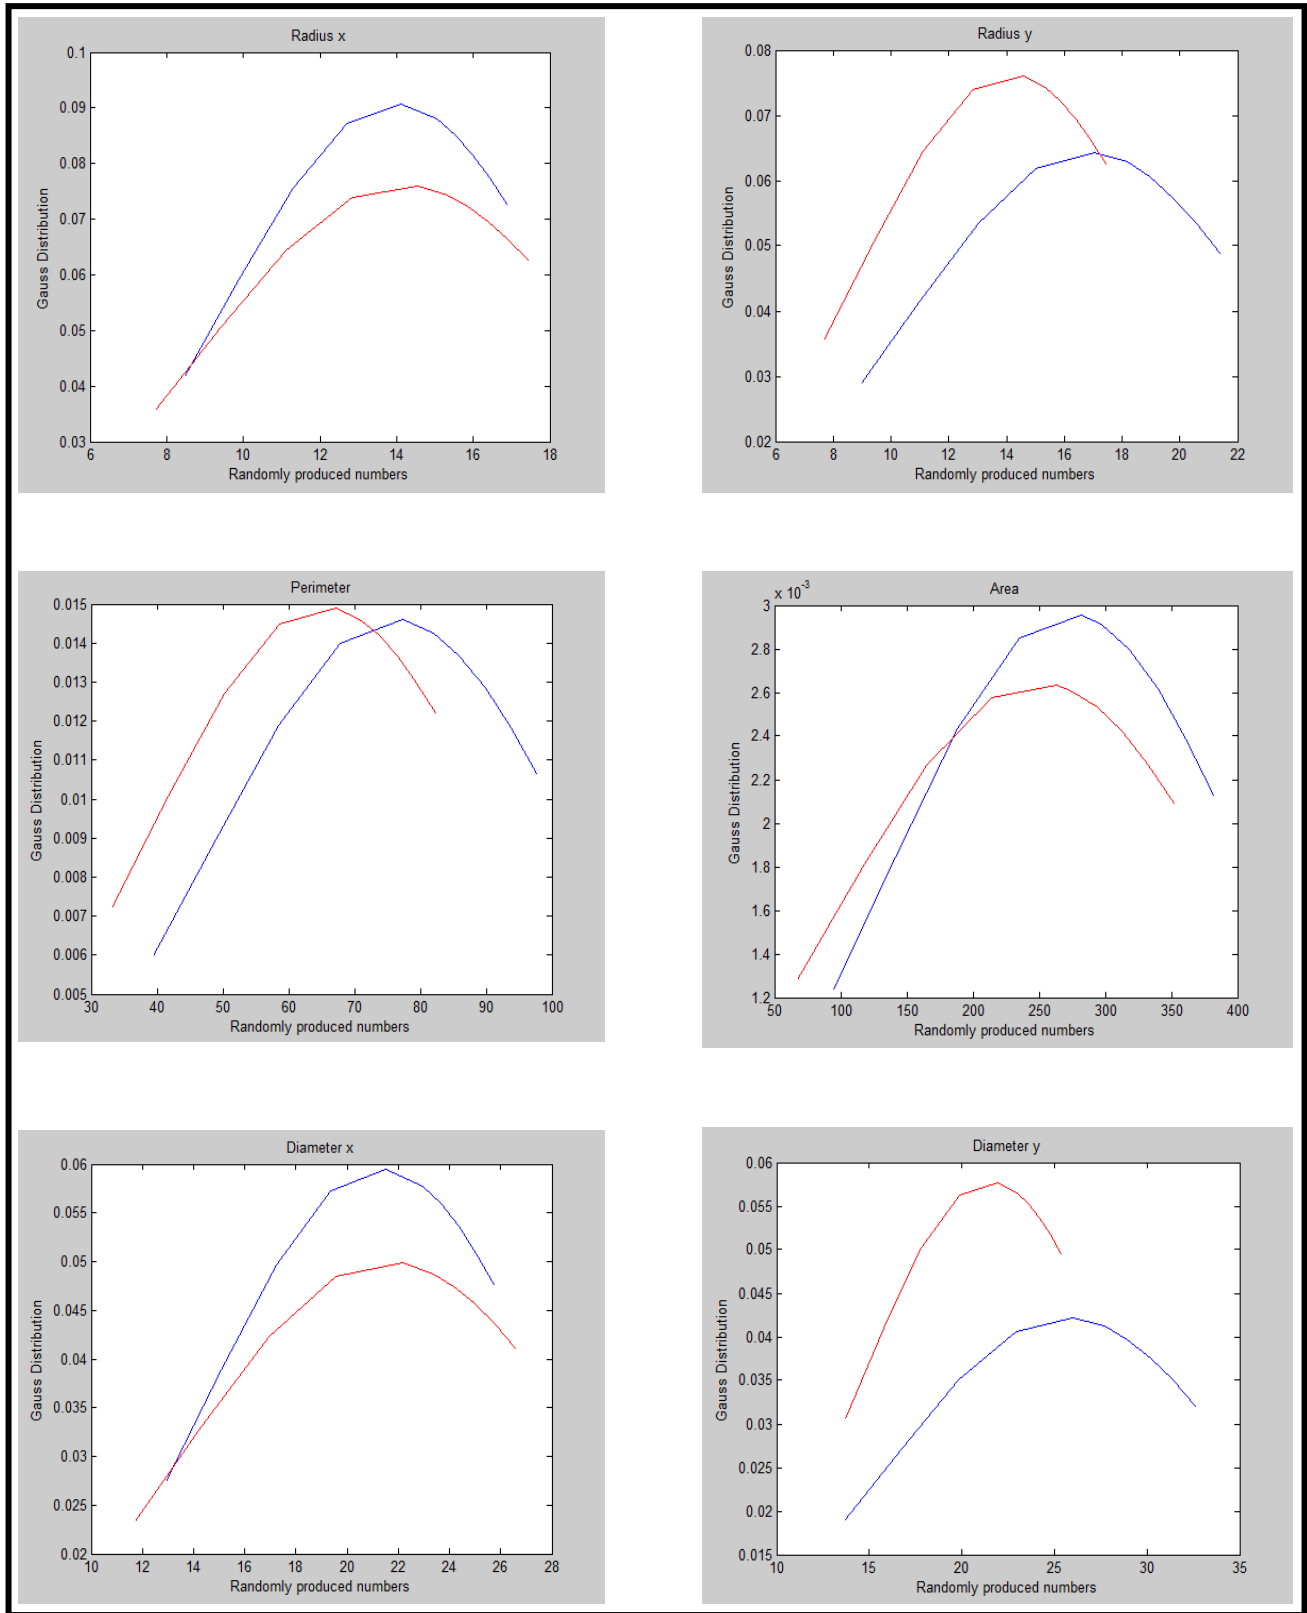 Radius x
0.1
0.09
0.08
0.07
0.06
0.05
0.04
0.03
Gauss Distribution
6 8 10 12 14 16 18
Randomly produced numbers
Radius y
0.08
0.07
0.06
0.05
0.04
0.03
0.02
Gauss Distribution
6 8 10 12 14 16 18 20 22
Randomly produced numbers
Perimeter
0.015
0.014
0.013
0.012
0.011
0.01
0.009
0.008
0.007
0.006
0.005
Gauss Distribution
30 40 50 60 70 80 90 100
Randomly produced numbers
Area
x 10-3
3
2.8
2.6
2.4
2.2
2
1.8
1.6
1.4
1.2
Gauss Distribution
50 100 150 200 250 300 350 400
Randomly produced numbers
Diameter x
0.06
0.055
0.05
0.045
0.04
0.035
0.03
0.025
0.02
Gauss Distribution
10 12 14 16 18 20 22 24 26 28
Randomly produced numbers
Diameter y
0.06
0.055
0.05
0.045
0.04
0.035
0.03
0.025
0.02
0.015
Gauss Distribution
10 15 20 25 30 35
Randomly produced numbers